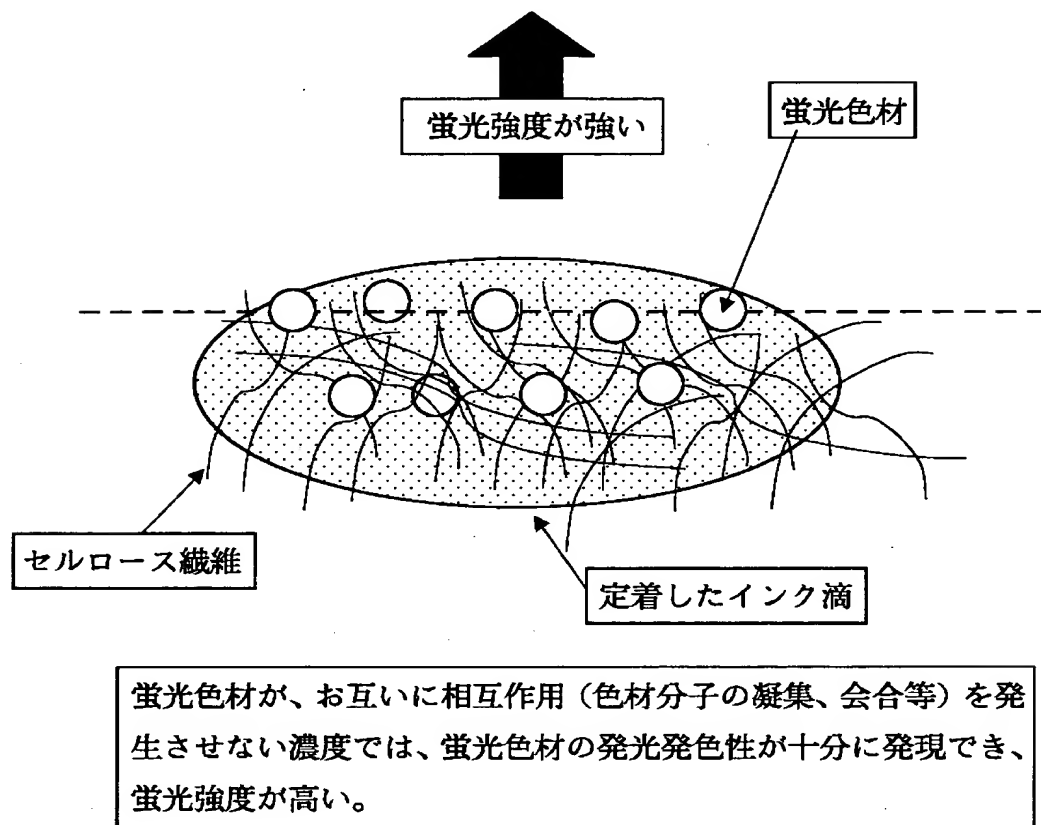 蛍光強度が強い
蛍光色材
セルロース繊維
定着したインク滴
蛍光色材が、お互いに相互作用（色材分子の凝集、会合等）を発
生させない濃度では、蛍光色材の発光発色性が十分に発現でき、
蛍光強度が高い。